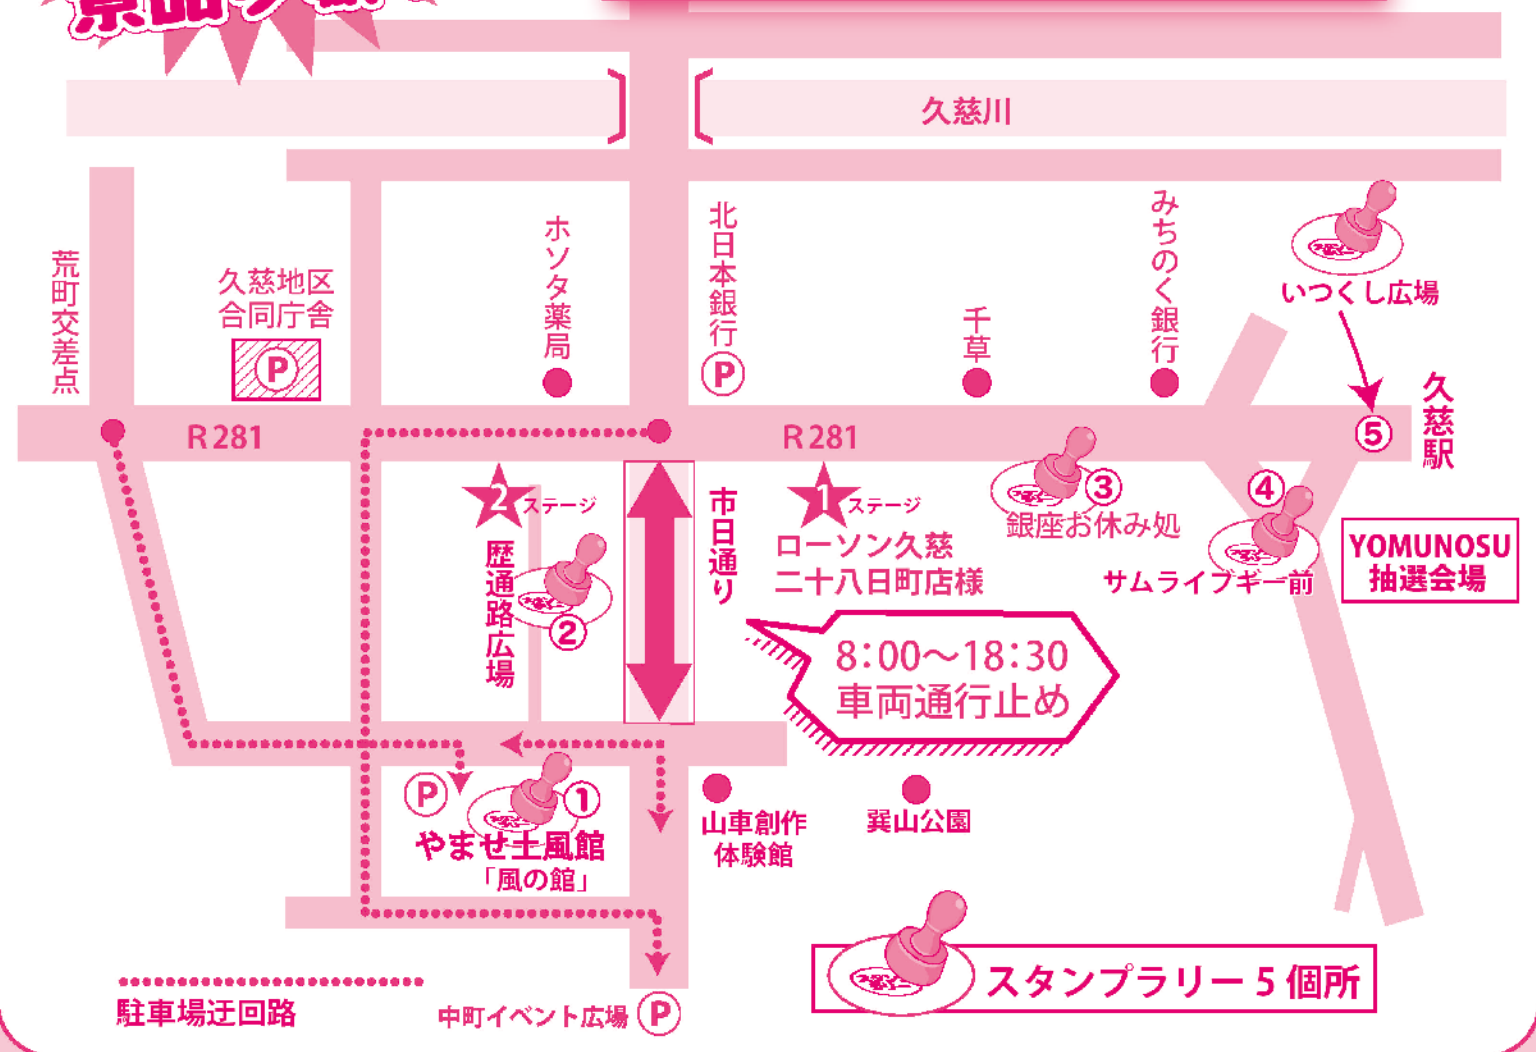 久慈川
荒町交差点
久慈地区
合同庁舎
P
ホソタ薬局
北日本銀行
P
千草
みちのく銀行
いつくし広場
久慈駅
R281
R281
⑤
2
ステージ
歴通路広場
②
市日通り
1
ステージ
ローソン久慈
二十八日町店様
③
銀座お休み処
④
サムライブギー前
YOMUNOSU
抽選会場
8:00〜18:30
車両通行止め
P
①
やませ土風館
「風の館」
山車創作
体験館
巽山公園
スタンプラリー5個所
駐車場迂回路
中町イベント広場
P